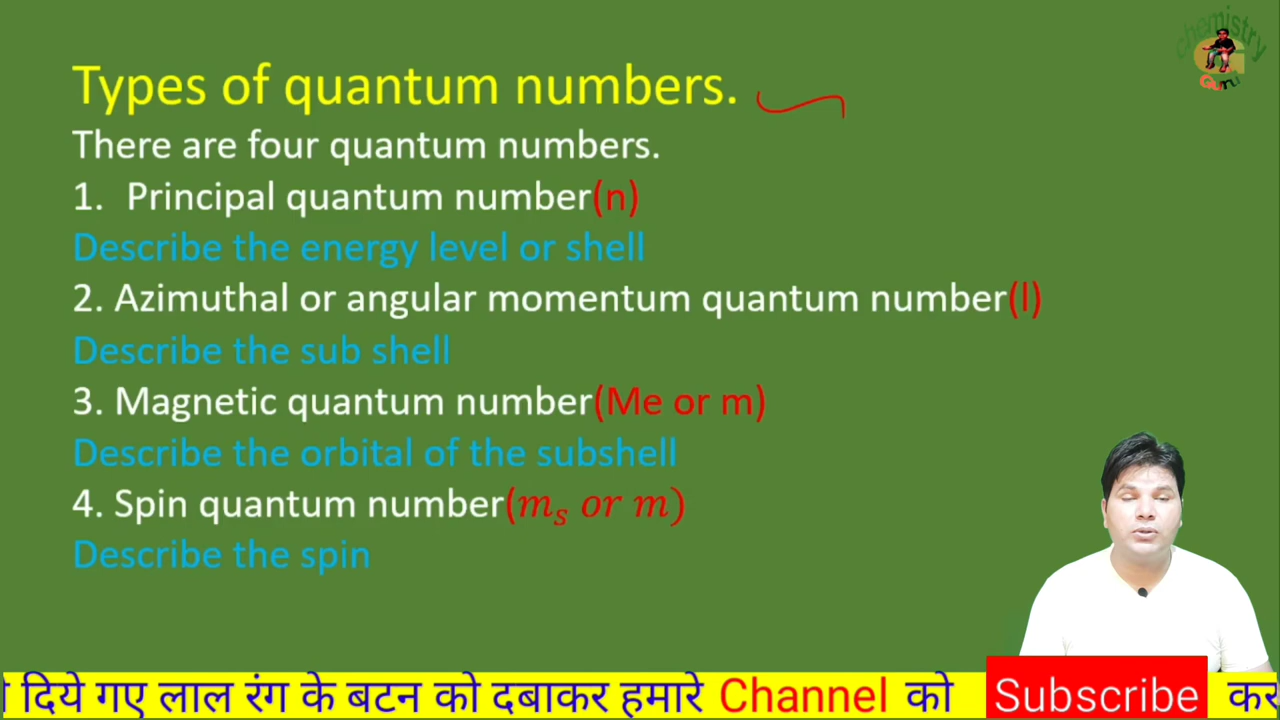 chemistry
Guru
Types of quantum numbers.
There are four quantum numbers.
1. Principal quantum number(n)
Describe the energy level or shell
2. Azimuthal or angular momentum quantum number(l)
Describe the sub shell
3. Magnetic quantum number(Me or m)
Describe the orbital of the subshell
4. Spin quantum number(mₛ or m)
Describe the spin
दिये गए लाल रंग के बटन को दबाकर हमारे Channel को Subscribe कर